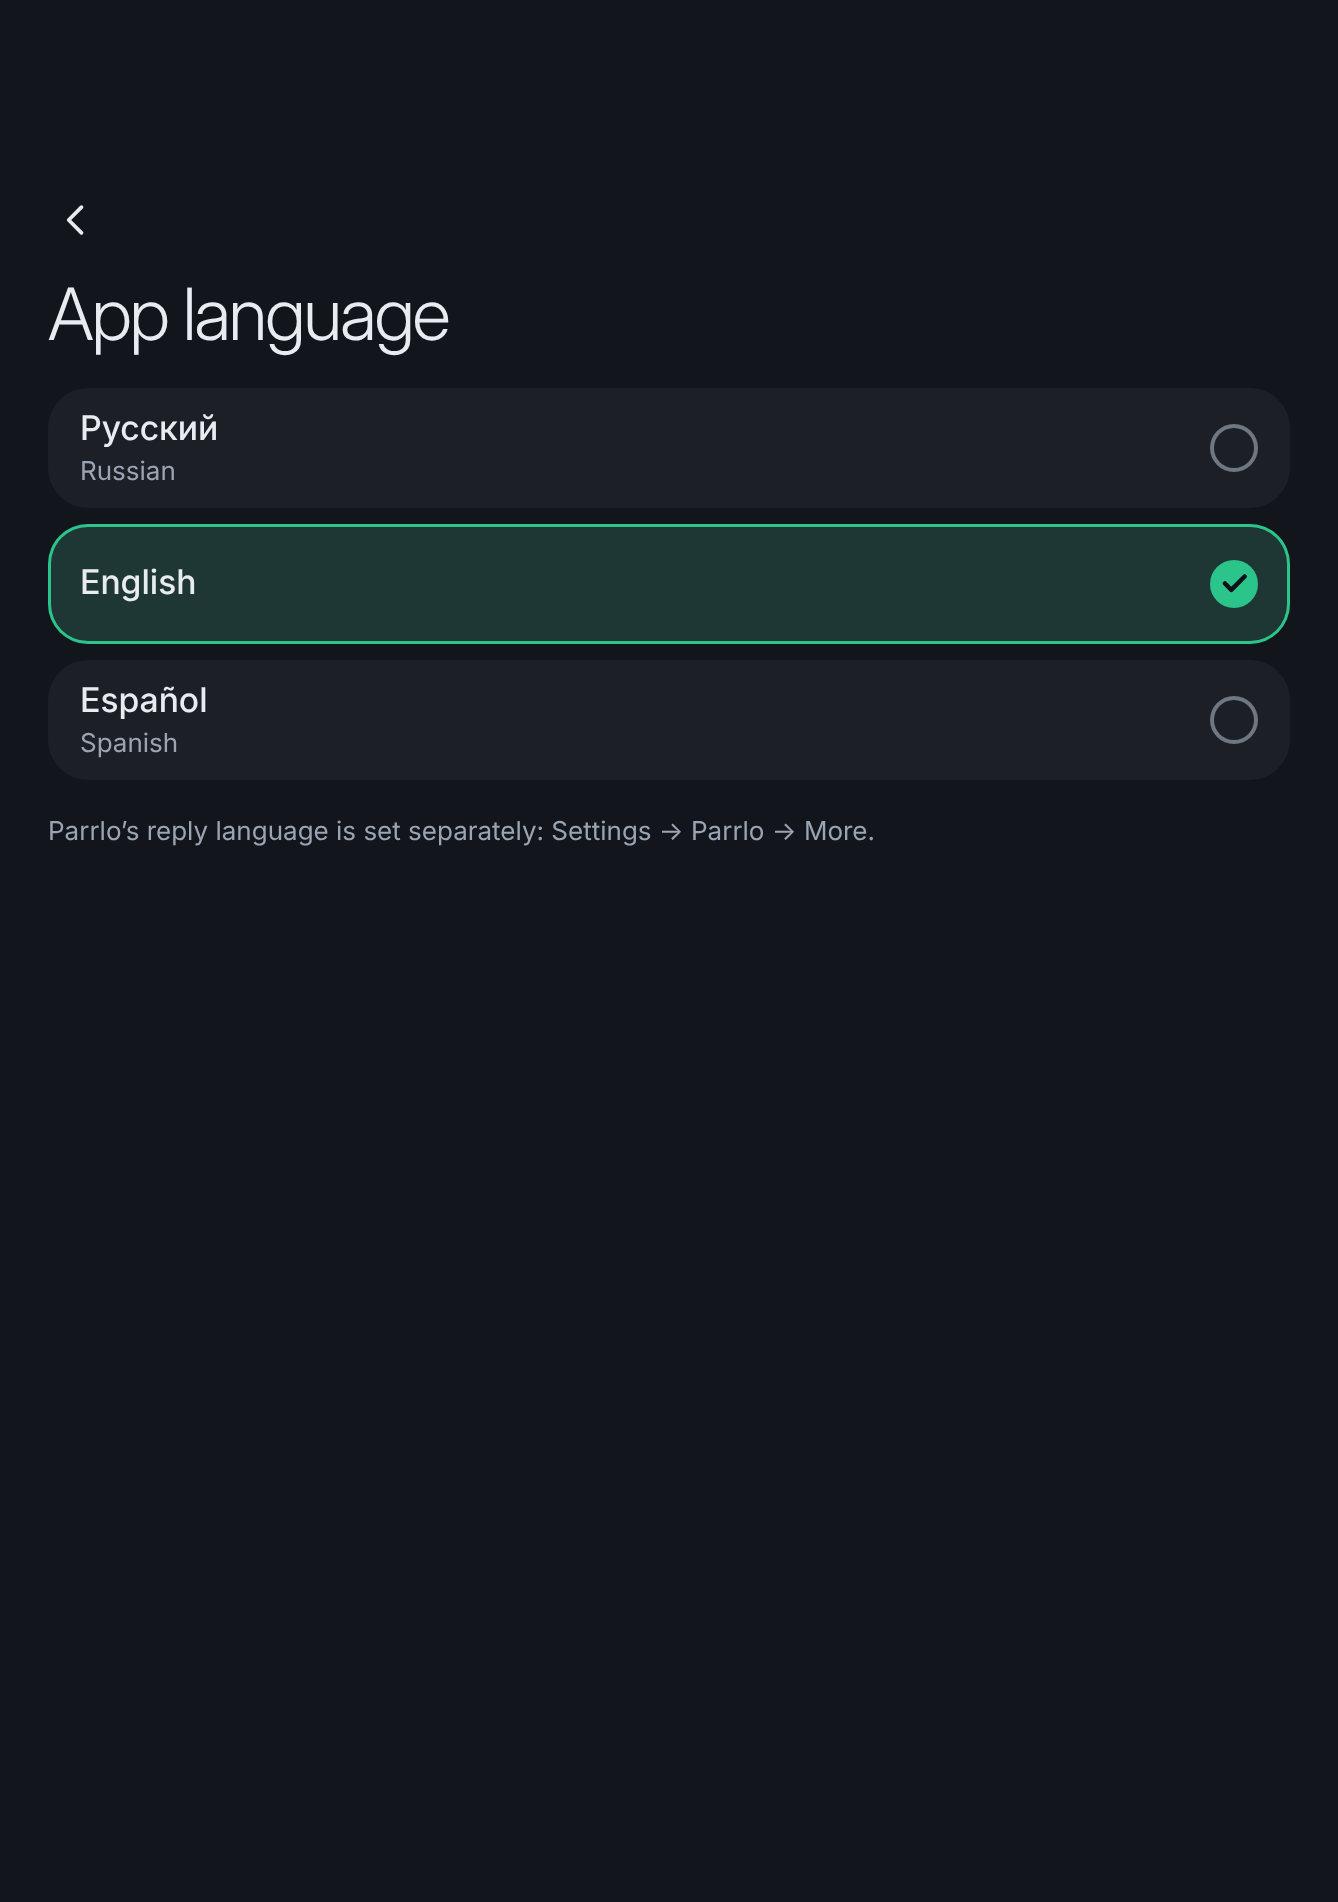 App language
Русский
Russian
English
Español
Spanish
Parrlo’s reply language is set separately: Settings → Parrlo → More.